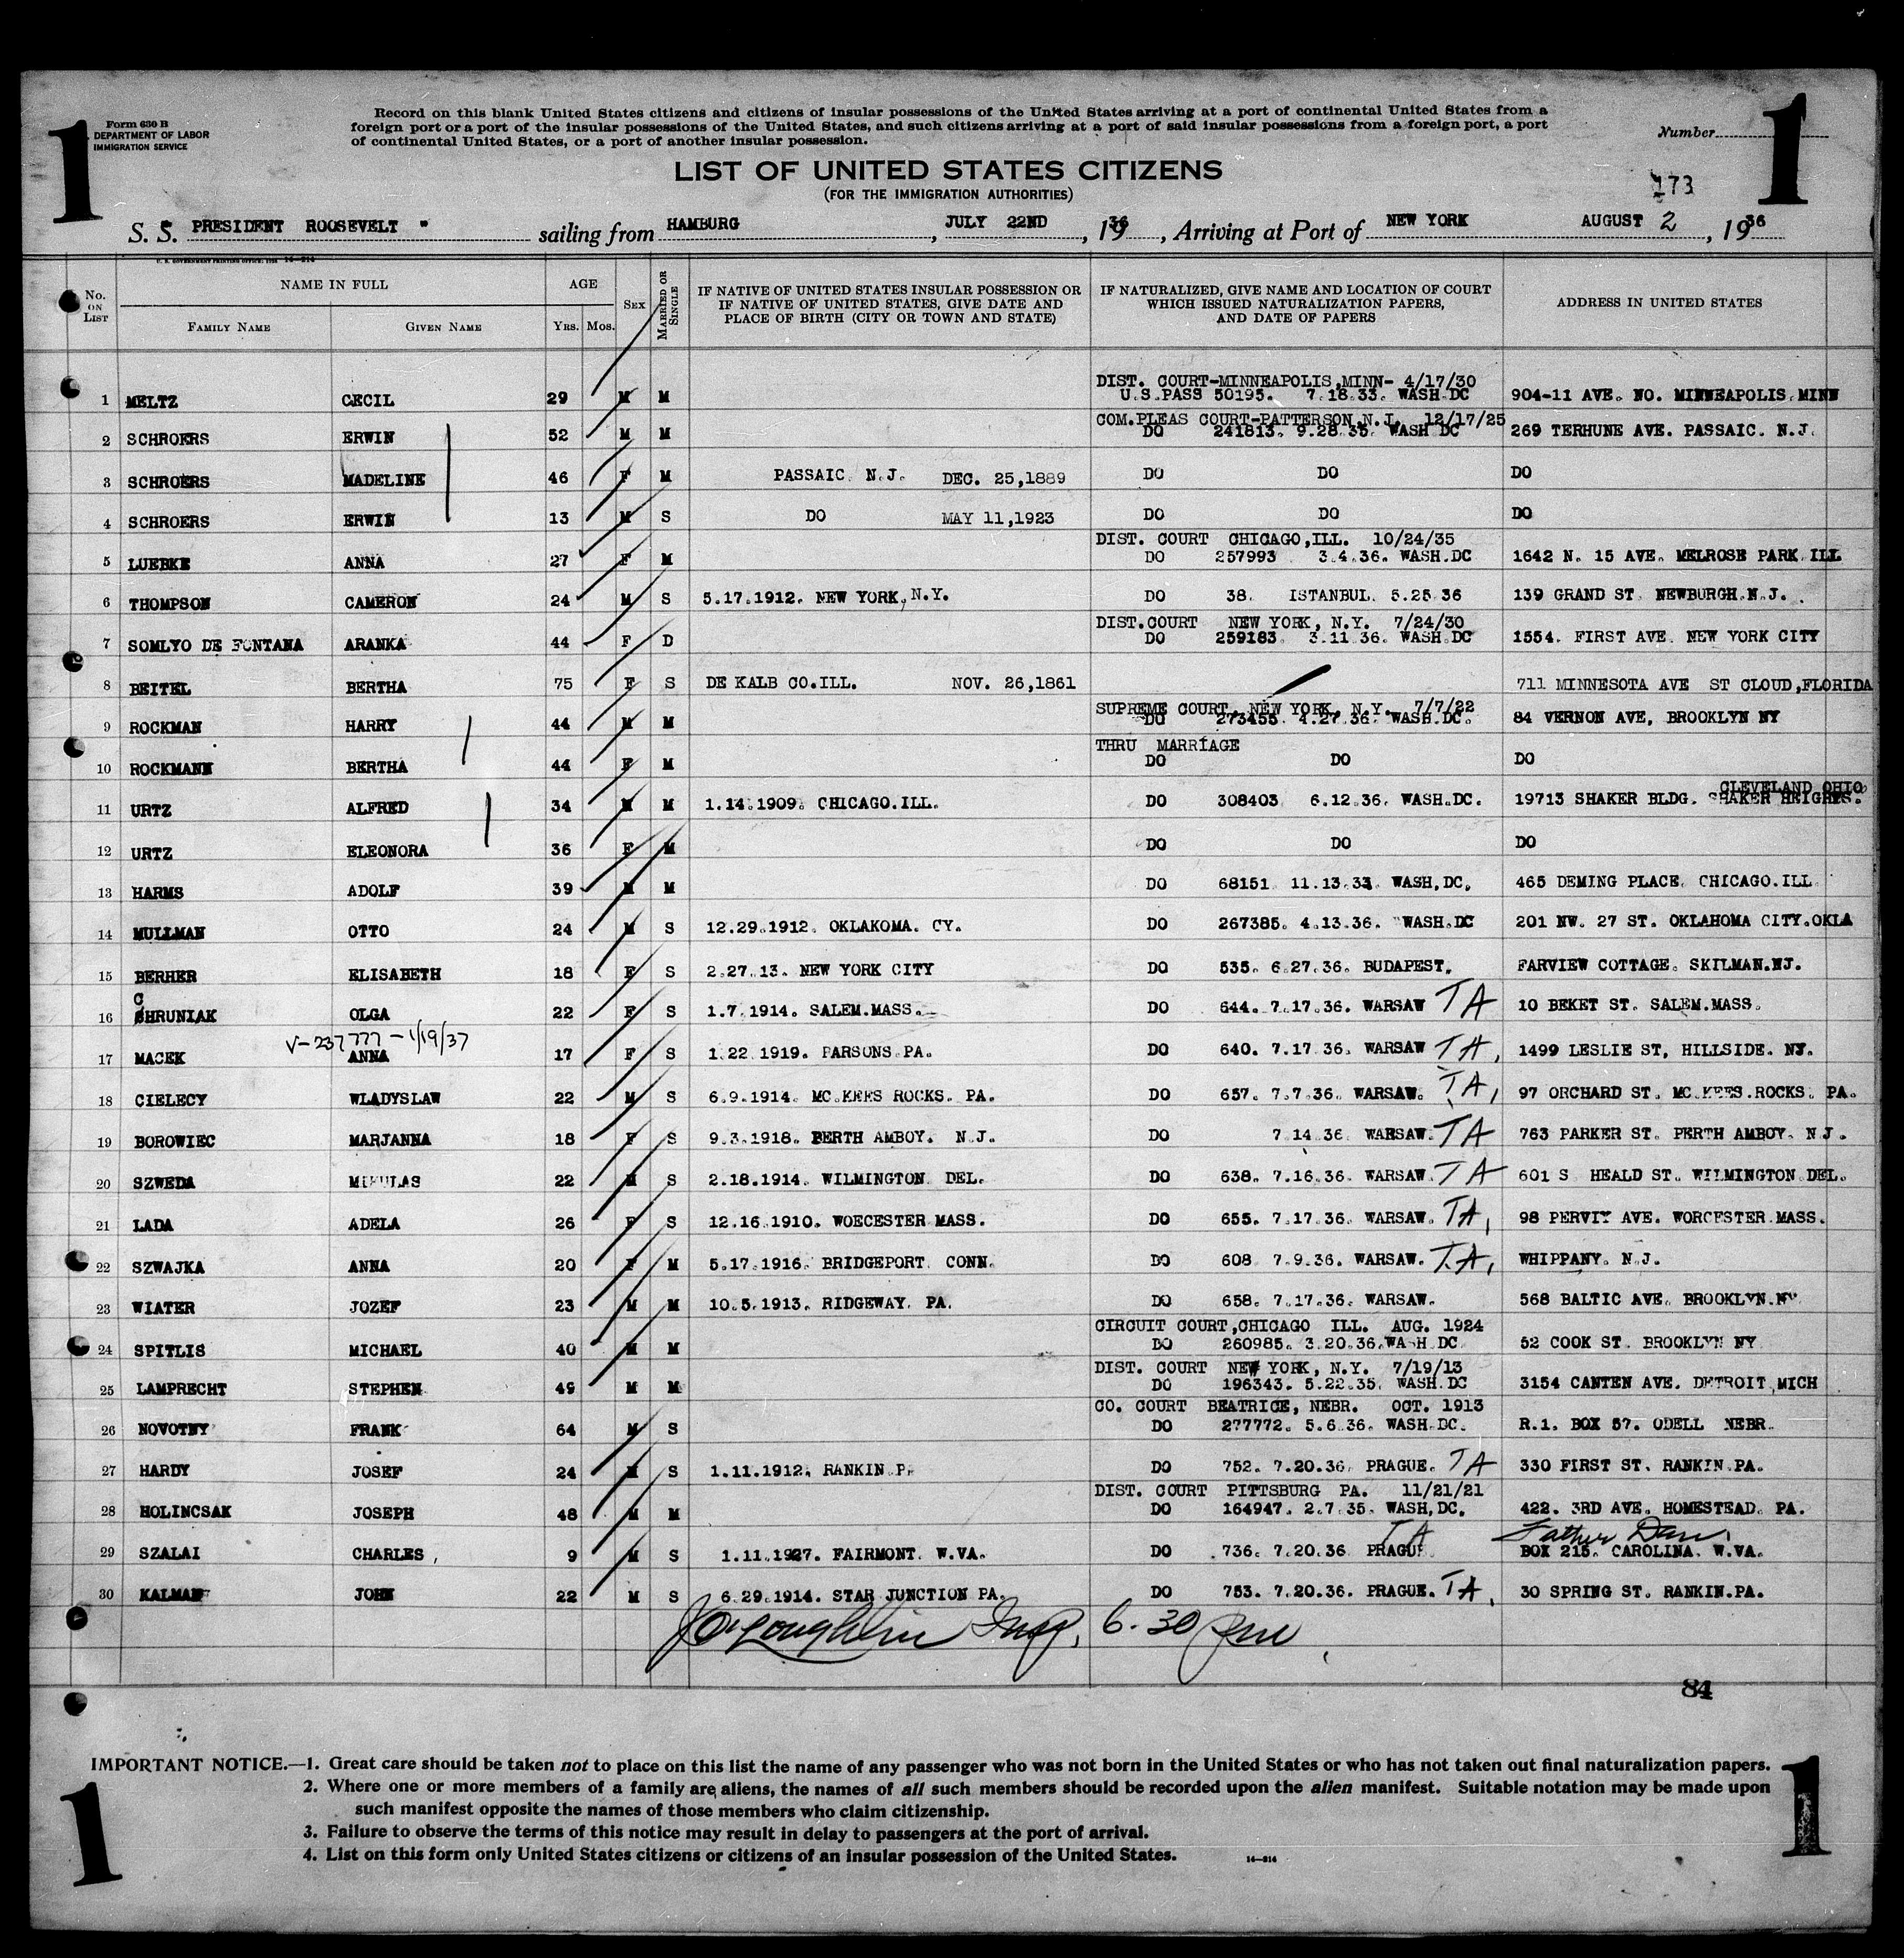 1
Form 630 B
DEPARTMENT OF LABOR
IMMIGRATION SERVICE
Record on this blank United States citizens and citizens of insular possessions of the United States arriving at a port of continental United States from a
foreign port or a port of the insular possessions of the United States, and such citizens arriving at a port of said insular possessions from a foreign port, a port
of continental United States, or a port of another insular possession.
Number
1
LIST OF UNITED STATES CITIZENS
(FOR THE IMMIGRATION AUTHORITIES)
173
S. S. " PRESIDENT ROOSEVELT " sailing from HAMBURG, JULY 22ND, 1936, Arriving at Port of NEW YORK AUGUST 2, 1936
No. ON LIST NAME IN FULL FAMILY NAME GIVEN NAME AGE YRS. MOS. SEX MARRIED OR SINGLE
IF NATIVE OF UNITED STATES INSULAR POSSESSION OR IF NATIVE OF UNITED STATES, GIVE DATE AND PLACE OF BIRTH (CITY OR TOWN AND STATE)
IF NATURALIZED, GIVE NAME AND LOCATION OF COURT WHICH ISSUED NATURALIZATION PAPERS, AND DATE OF PAPERS
ADDRESS IN UNITED STATES
DIST. COURT-MINNEAPOLIS,MINN- 4/17/30
1 MELTZ CECIL 29 M M U.S.PASS 50195. 7.18.33. WASH.DC 904-11 AVE. NO. MINNEAPOLIS.MINN
COM.PLEAS COURT-PATTERSON,N.J. 12/17/25
2 SCHROERS ERWIN 52 M M DO 241813. 9.28.35. WASH DC 269 TERHUNE AVE. PASSAIC. N.J.
3 SCHROERS MADELINE 46 F M PASSAIC N.J. DEC. 25,1889 DO DO DO
4 SCHROERS ERWIN 13 M S DO MAY 11,1923 DO DO DO
DIST. COURT CHICAGO,ILL. 10/24/35
5 LUEBKE ANNA 27 F M DO 257993 3.4.36. WASH.DC 1642 N. 15 AVE. MELROSE PARK ILL
6 THOMPSON CAMERON 24 M S 5.17.1912. NEW YORK, N.Y. DO 38. ISTANBUL. 5.25 36 139 GRAND ST. NEWBURGH.N.J.
DIST.COURT NEW YORK, N.Y. 7/24/30
7 SOMLYO DE FONTANA ARANKA 44 F D DO 259183 3.11.36. WASH.DC 1554. FIRST AVE. NEW YORK CITY
8 BEITEL BERTHA 75 F S DE KALB CO.ILL. NOV. 26,1861 711 MINNESOTA AVE ST CLOUD,FLORIDA
SUPREME COURT, NEW YORK, N.Y. 7/7/22
9 ROCKMAN HARRY 44 M M DO 273455. 4.27.36. WASH.DC. 84 VERNON AVE, BROOKLYN NY
THRU MARRIAGE
10 ROCKMANN BERTHA 44 F M DO DO DO
CLEVELAND OHIO
11 URTZ ALFRED 34 M M 1.14.1909. CHICAGO.ILL. DO 308403 6.12.36. WASH.DC. 19713 SHAKER BLDG. SHAKER HEIGHTS.
12 URTZ ELEONORA 36 F M DO DO DO
13 HARMS ADOLF 39 M M DO 68151 11.13.33. WASH.DC. 465 DEMING PLACE. CHICAGO.ILL
14 MULLMAN OTTO 24 M S 12.29.1912. OKLAKOMA. CY. DO 267385. 4.13.36. WASH.DC 201 NW. 27 ST. OKLAHOMA CITY.OKLA
15 BERHER ELISABETH 18 F S 2.27.13. NEW YORK CITY DO 535. 6.27.36. BUDAPEST. FARVIEW COTTAGE. SKILMAN.NJ.
C
16 HRUNIAK OLGA 22 F S 1.7.1914. SALEM.MASS. DO 644. 7.17.36. WARSAW TA 10 BEKET ST. SALEM.MASS.
V-237777-1/19/37
17 MACEK ANNA 17 F S 1.22.1919. PARSONS.PA. DO 640. 7.17.36. WARSAW TA, 1499 LESLIE ST, HILLSIDE. NJ.
18 CIELECY WLADYSLAW 22 M S 6.9.1914. MC.KEES ROCKS. PA. DO 657. 7.7.36. WARSAW. TA, 97 ORCHARD ST. MC.KEES.ROCKS. PA.
19 BOROWIEC MARJANNA 18 F S 9.3.1918. PERTH AMBOY. N.J. DO 7.14.36. WARSAW. TA 763 PARKER ST. PERTH AMBOY. N.J.
20 SZWEDA MIKULAS 22 M S 2.18.1914. WILMINGTON DEL. DO 638. 7.16.36. WARSAW. TA 601 S HEALD ST. WILMINGTON DEL.
21 LADA ADELA 26 F S 12.16.1910. WOECESTER MASS. DO 655. 7.17.36. WARSAW. TA, 98 PERVIY AVE. WORCESTER.MASS.
22 SZWAJKA ANNA 20 F M 5.17.1916. BRIDGEPORT CONN. DO 608 7.9.36. WARSAW. T.A, WHIPPANY. N.J.
23 WIATER JOZEF 23 M M 10.5.1913. RIDGEWAY. PA. DO 658. 7.17.36. WARSAW. 568 BALTIC AVE. BROOKLYN.NY
CIRCUIT COURT,CHICAGO ILL. AUG. 1924
24 SPITLIS MICHAEL 40 M M DO 260985. 3.20.36.WASH DC 52 COOK ST. BROOKLYN NY
DIST. COURT NEW YORK, N.Y. 7/19/13
25 LAMPRECHT STEPHEN 49 M M DO 196343. 5.22.35. WASH.DC 3154 CANTEN AVE. DETROIT MICH
CO. COURT BEATRICE, NEBR. OCT. 1913
26 NOVOTNY FRANK 64 M S DO 277772. 5.6.36. WASH.DC. R.1. BOX 57. ODELL NEBR.
27 HARDY JOSEF 24 M S 1.11.1912. RANKIN. DO 752. 7.20.36. PRAGUE. TA 330 FIRST ST. RANKIN.PA.
DIST. COURT PITTSBURG PA. 11/21/21
28 HOLINCSAK JOSEPH 48 M M DO 164947. 2.7.35. WASH,DC. 422. 3RD AVE. HOMESTEAD. PA.
TA Father
29 SZALAI CHARLES 9 M S 1.11.1927. FAIRMONT. W.VA. DO 736. 7.20.36 PRAGUE. BOX 215. CAROLINA. W.VA.
30 KALMAN JOHN 22 M S 6.29.1914. STAR JUNCTION PA. DO 753. 7.20.36. PRAGUE. TA, 30 SPRING ST. RANKIN.PA.
J O'Loughlin Insp. 6.30 pm
84
IMPORTANT NOTICE.—1. Great care should be taken not to place on this list the name of any passenger who was not born in the United States or who has not taken out final naturalization papers.
2. Where one or more members of a family are aliens, the names of all such members should be recorded upon the alien manifest. Suitable notation may be made upon
such manifest opposite the names of those members who claim citizenship.
3. Failure to observe the terms of this notice may result in delay to passengers at the port of arrival.
4. List on this form only United States citizens or citizens of an insular possession of the United States.
14—814
1
1